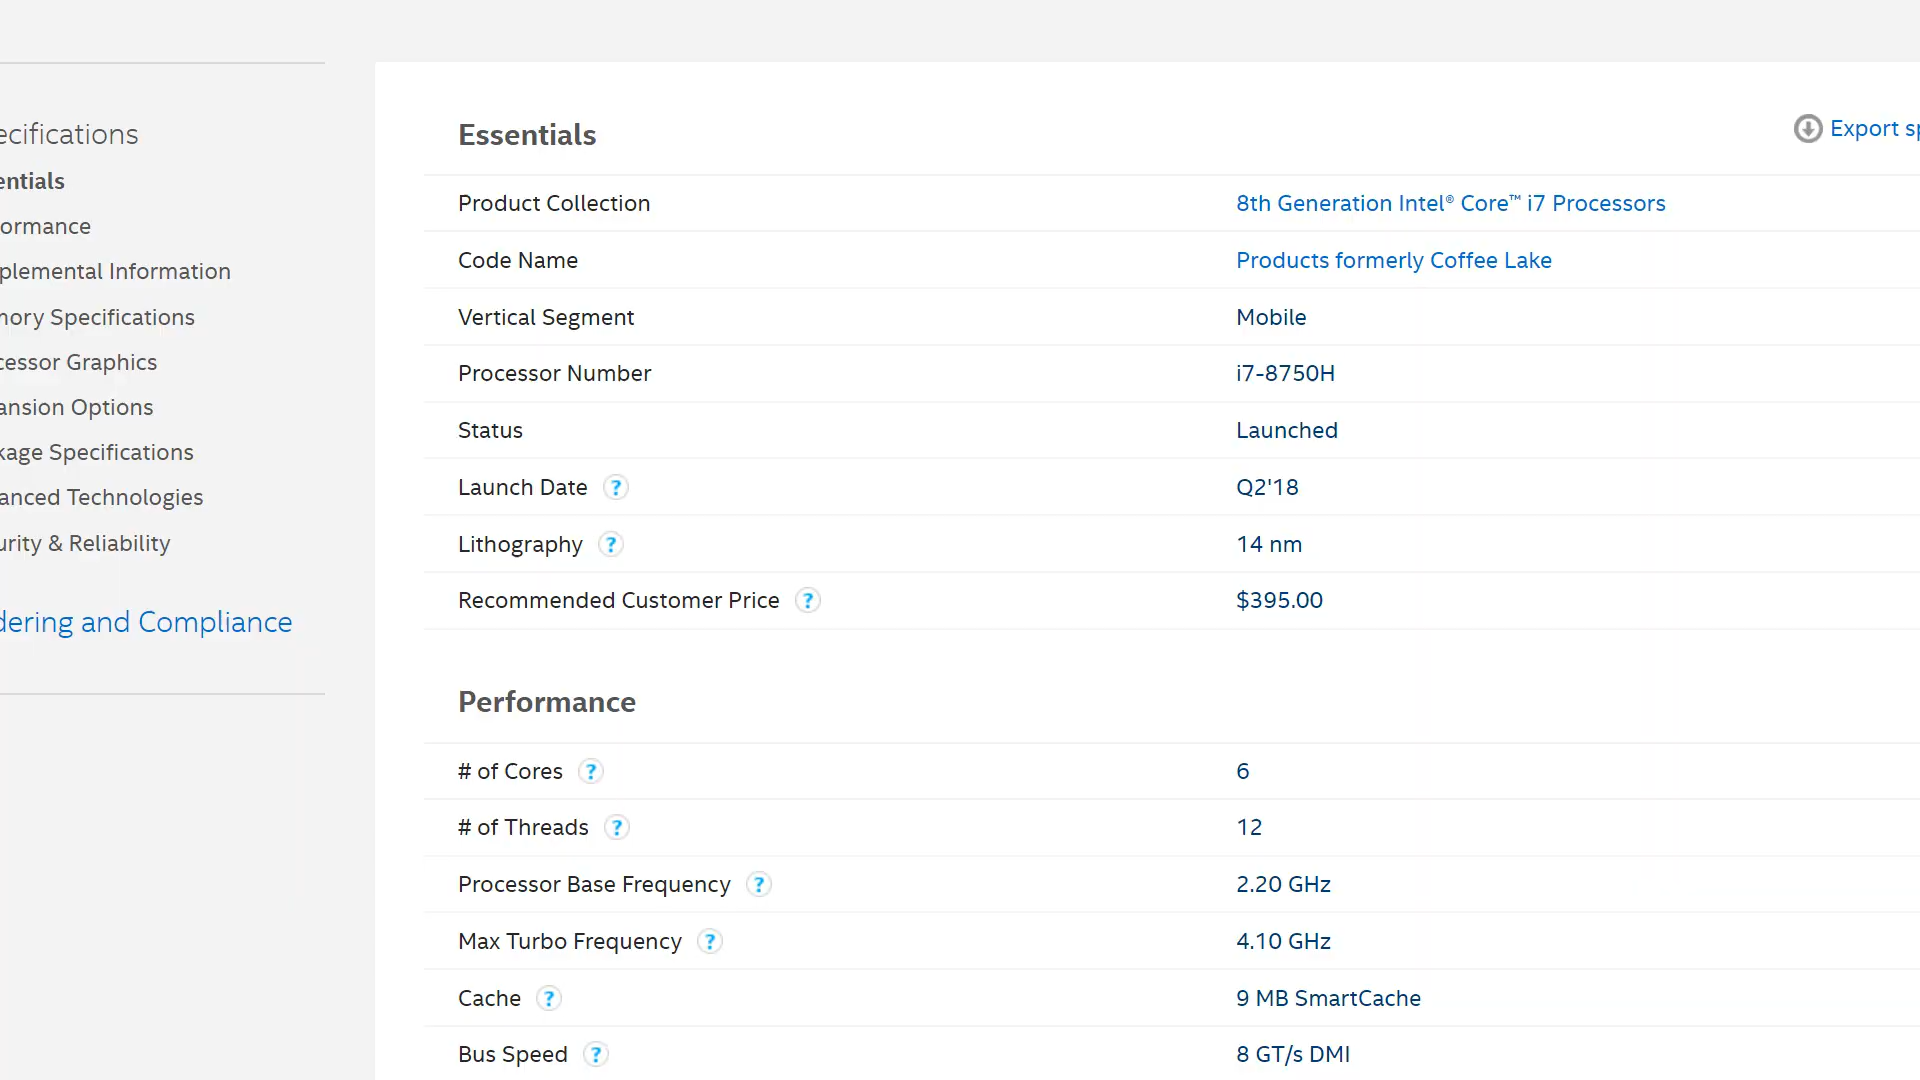 ecifications
entials
ormance
plemental Information
mory Specifications
cessor Graphics
ansion Options
kage Specifications
anced Technologies
urity & Reliability
dering and Compliance
Essentials
Export sp
Product Collection 8th Generation Intel® Core™ i7 Processors
Code Name Products formerly Coffee Lake
Vertical Segment Mobile
Processor Number i7-8750H
Status Launched
Launch Date ? Q2'18
Lithography ? 14 nm
Recommended Customer Price ? $395.00
Performance
# of Cores ? 6
# of Threads ? 12
Processor Base Frequency ? 2.20 GHz
Max Turbo Frequency ? 4.10 GHz
Cache ? 9 MB SmartCache
Bus Speed ? 8 GT/s DMI